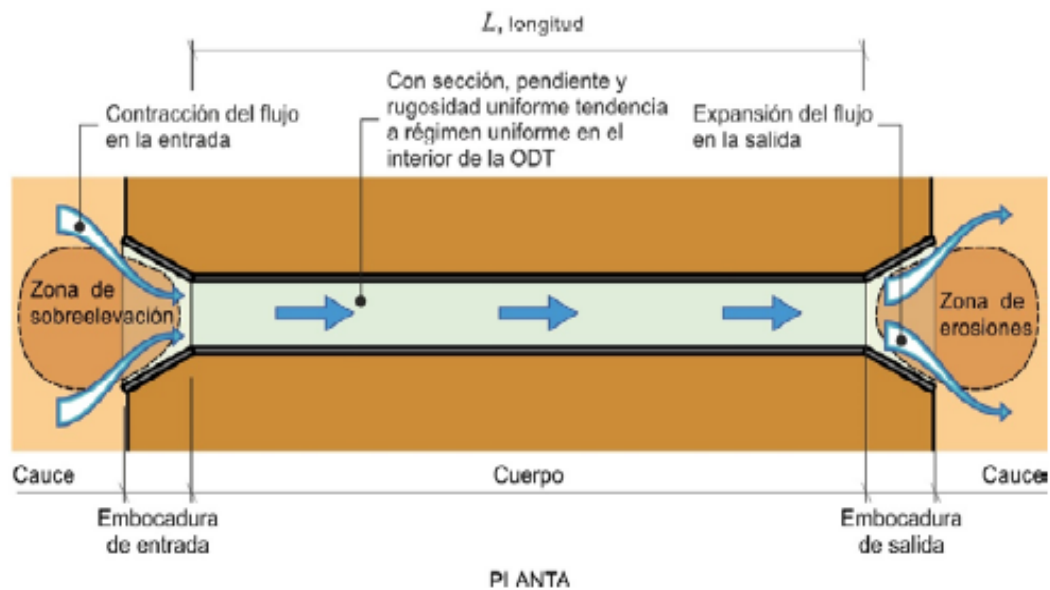 L, longitud
Contracción del flujo
en la entrada
Con sección, pendiente y
rugosidad uniforme tendencia
a régimen uniforme en el
interior de la ODT
Expansión del flujo
en la salida
Zona de
sobreelevación
Zona de
erosiones
Cauce
Cuerpo
Cauce
Embocadura
de entrada
Embocadura
de salida
PLANTA